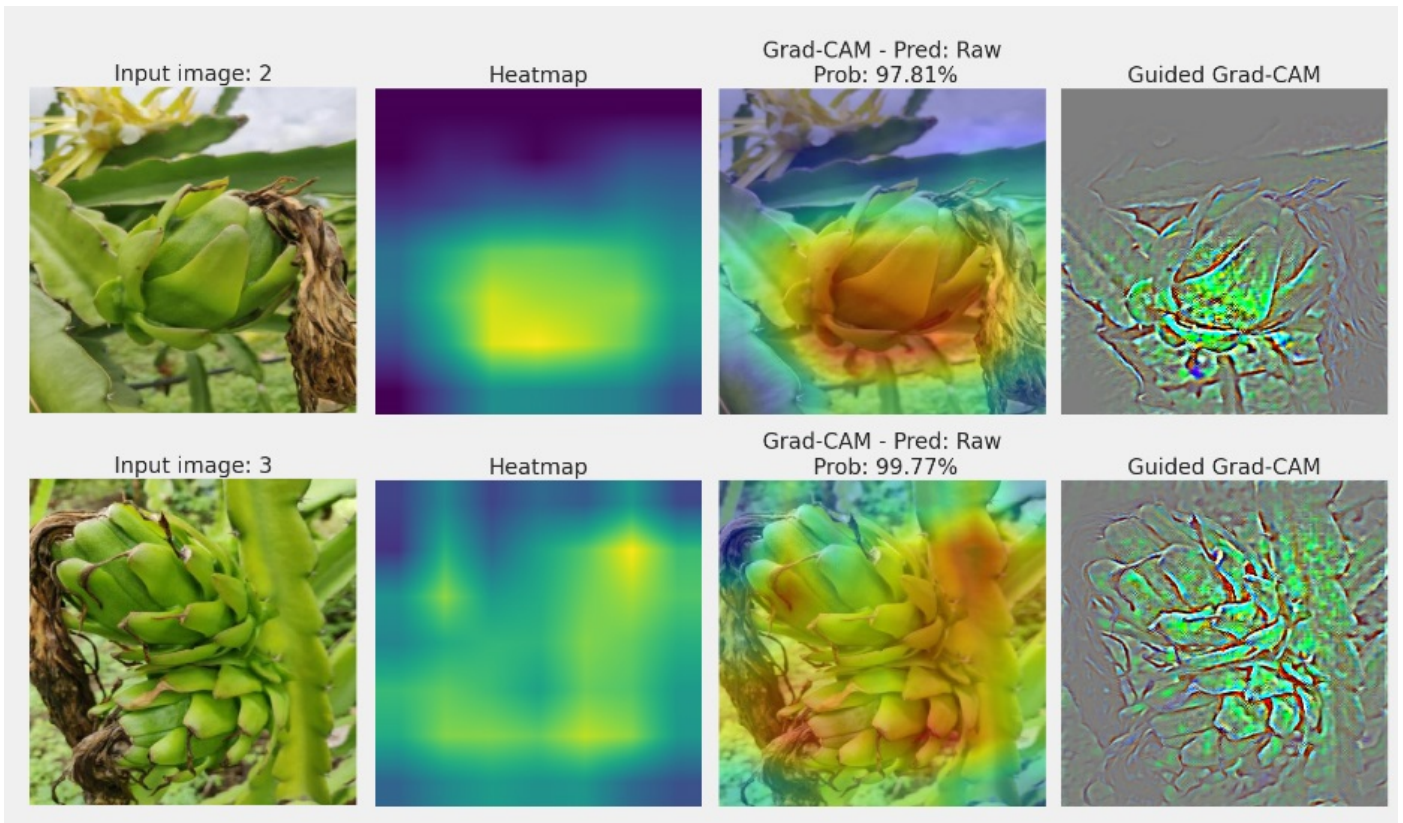 Input image: 2
Heatmap
Grad-CAM - Pred: Raw
Prob: 97.81%
Guided Grad-CAM
Input image: 3
Heatmap
Grad-CAM - Pred: Raw
Prob: 99.77%
Guided Grad-CAM